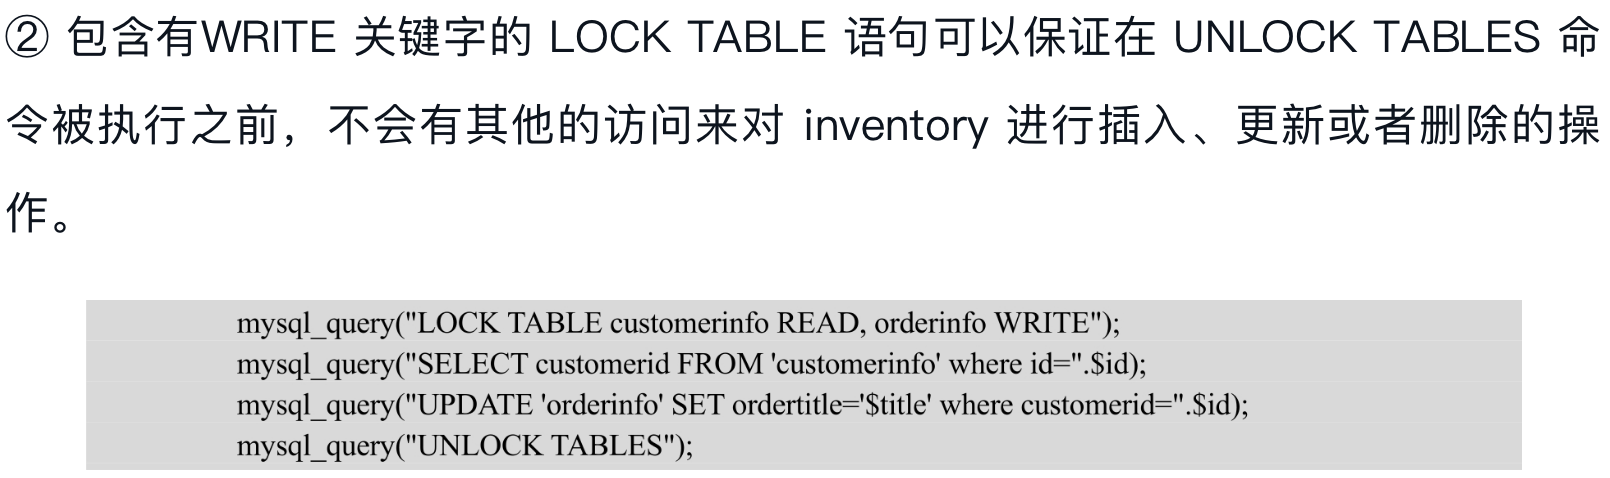 ② 包含有WRITE 关键字的 LOCK TABLE 语句可以保证在 UNLOCK TABLES 命
令被执行之前，不会有其他的访问来对 inventory 进行插入、更新或者删除的操
作。
mysql_query("LOCK TABLE customerinfo READ, orderinfo WRITE");
mysql_query("SELECT customerid FROM 'customerinfo' where id=".$id);
mysql_query("UPDATE 'orderinfo' SET ordertitle='$title' where customerid=".$id);
mysql_query("UNLOCK TABLES");